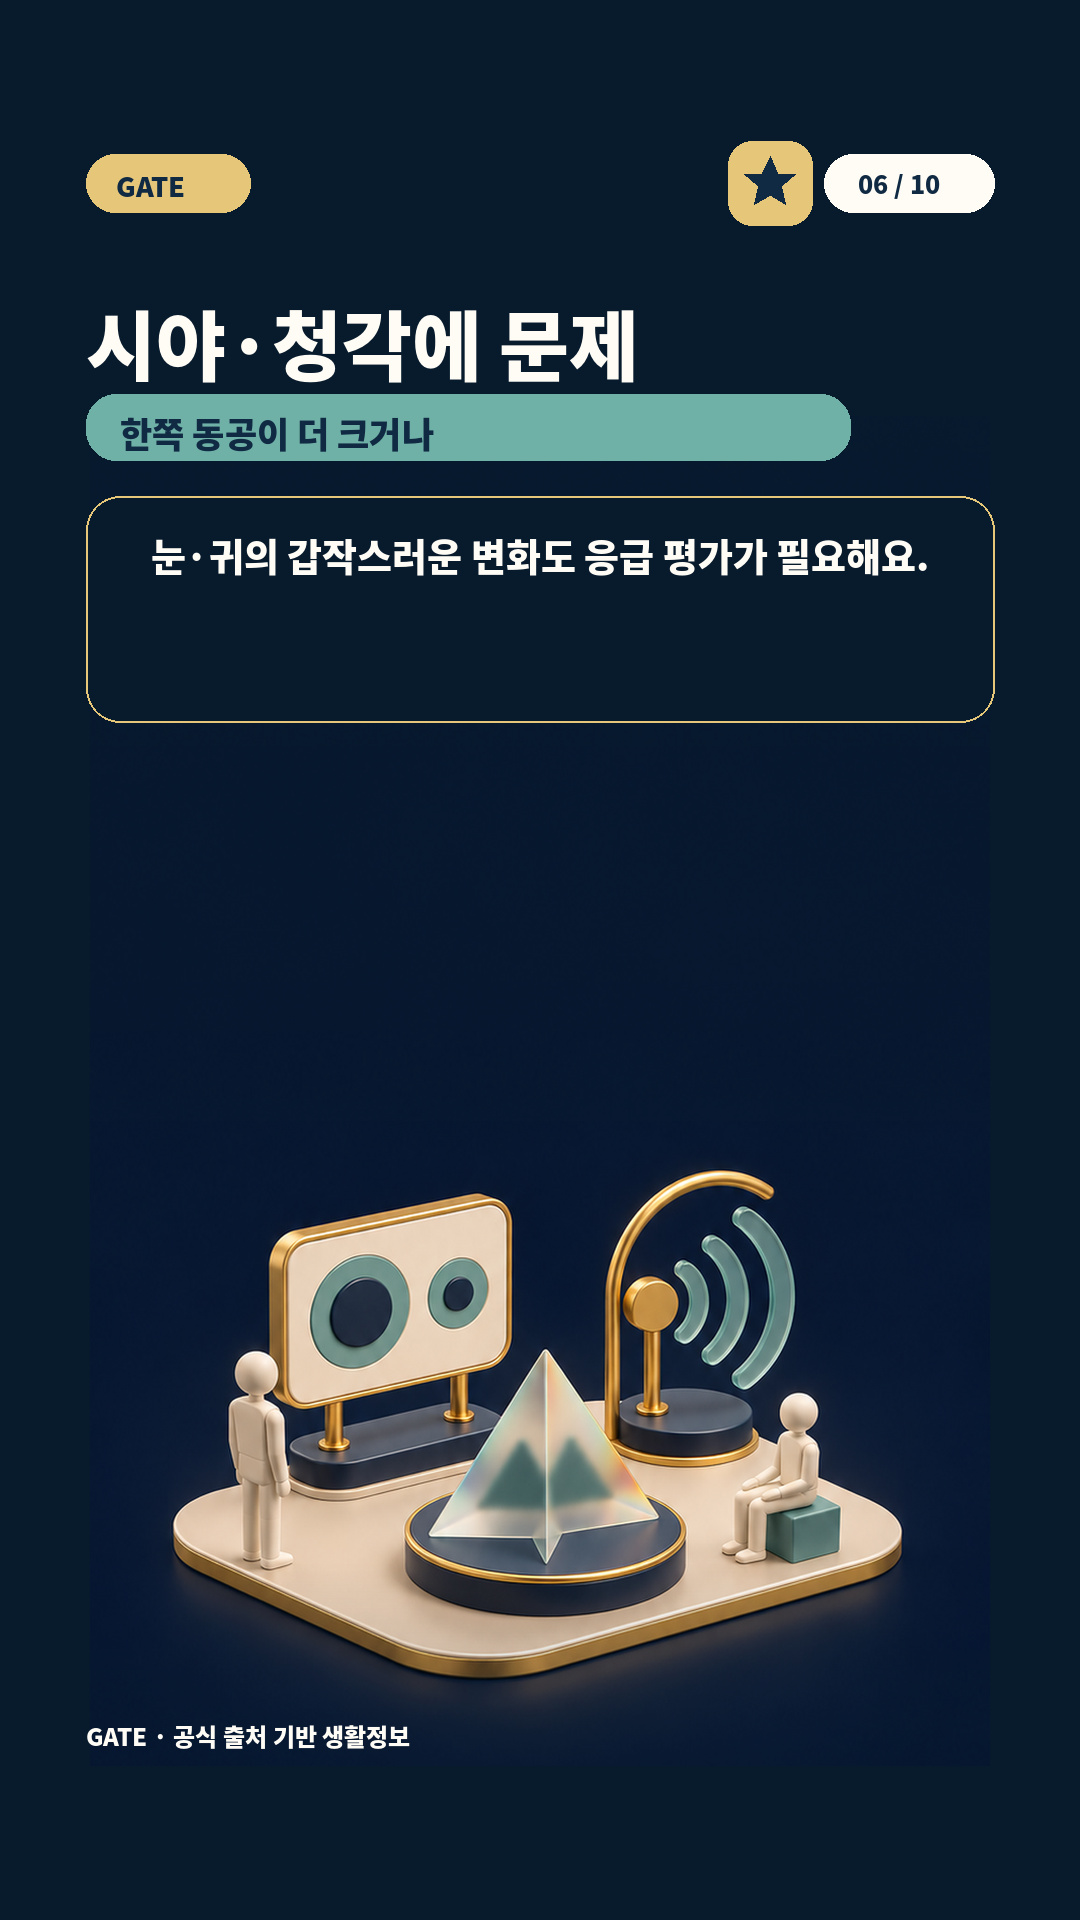 GATE
06 / 10
시야·청각에 문제
한쪽 동공이 더 크거나
눈·귀의 갑작스러운 변화도 응급 평가가 필요해요.
GATE · 공식 출처 기반 생활정보